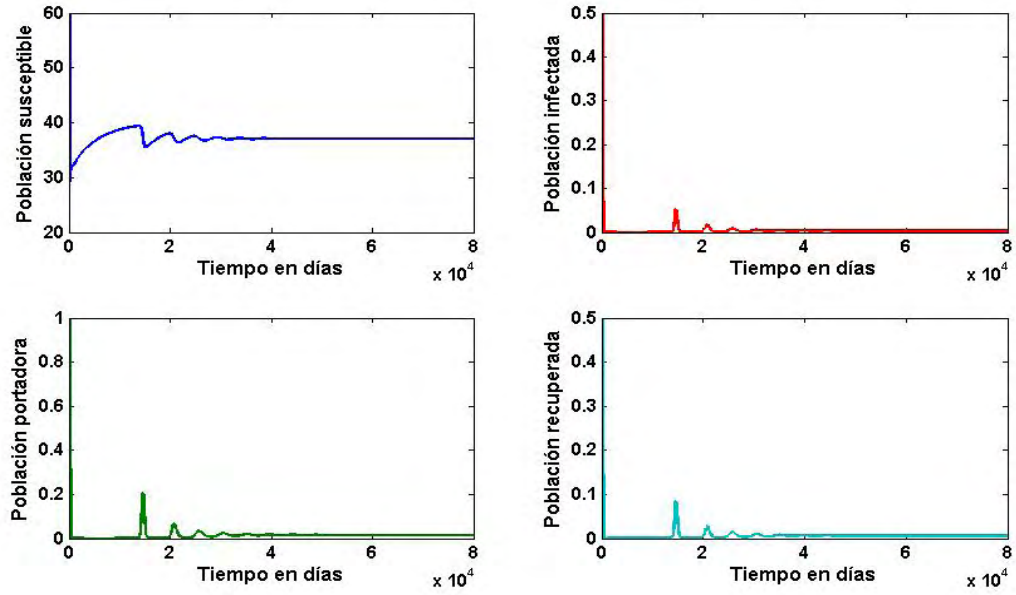 60
50
40
30
20
Población susceptible
0 2 4 6 8
Tiempo en días
x 10^4
0.5
0.4
0.3
0.2
0.1
0
Población infectada
0 2 4 6 8
Tiempo en días
x 10^4
1
0.8
0.6
0.4
0.2
0
Población portadora
0 2 4 6 8
Tiempo en días
x 10^4
0.5
0.4
0.3
0.2
0.1
0
Población recuperada
0 2 4 6 8
Tiempo en días
x 10^4